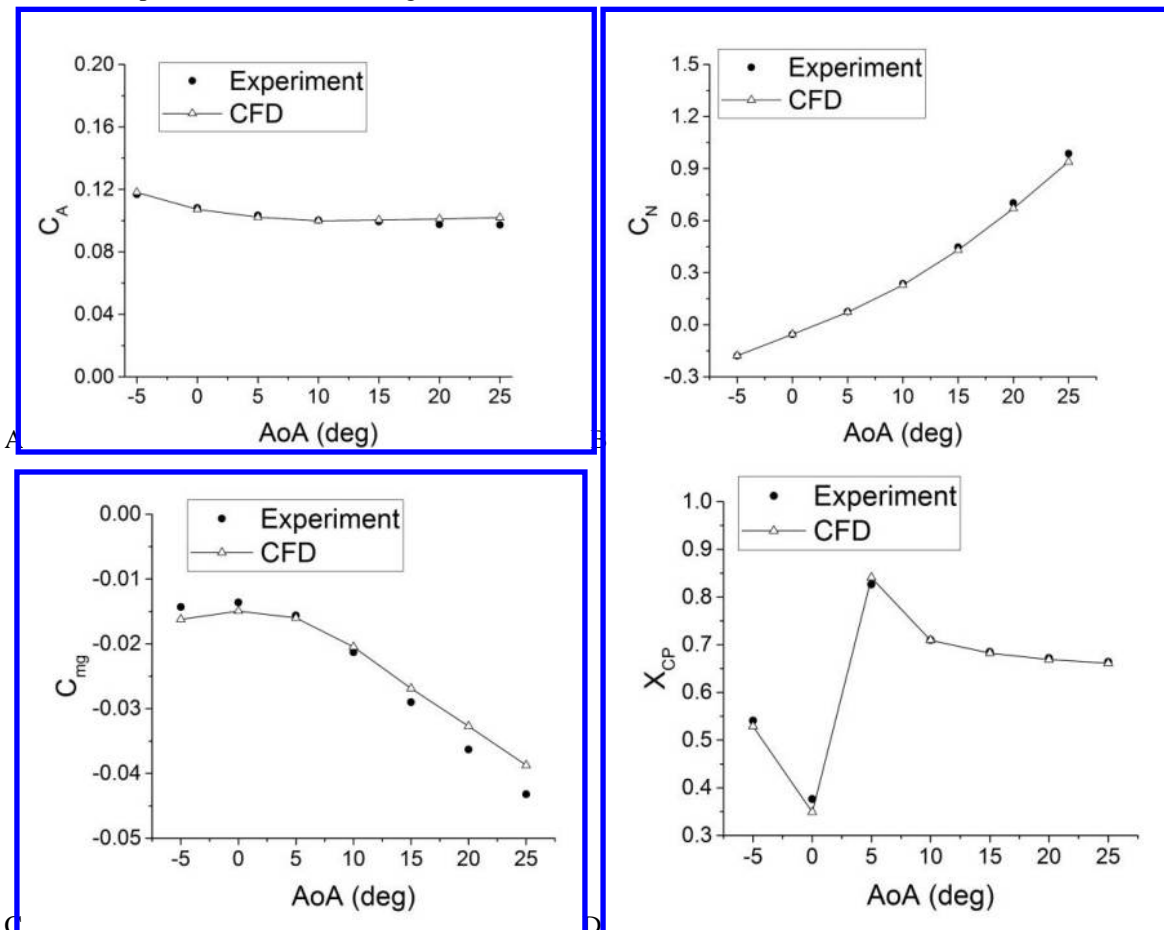 0.20
0.16
0.12
0.08
0.04
0.00
C_A
Experiment
CFD
-5 0 5 10 15 20 25
AoA (deg)
A
1.5
1.2
0.9
0.6
0.3
0.0
-0.3
C_N
Experiment
CFD
-5 0 5 10 15 20 25
AoA (deg)
B
0.00
-0.01
-0.02
-0.03
-0.04
-0.05
C_mg
Experiment
CFD
-5 0 5 10 15 20 25
AoA (deg)
C
1.0
0.9
0.8
0.7
0.6
0.5
0.4
0.3
X_CP
Experiment
CFD
-5 0 5 10 15 20 25
AoA (deg)
D